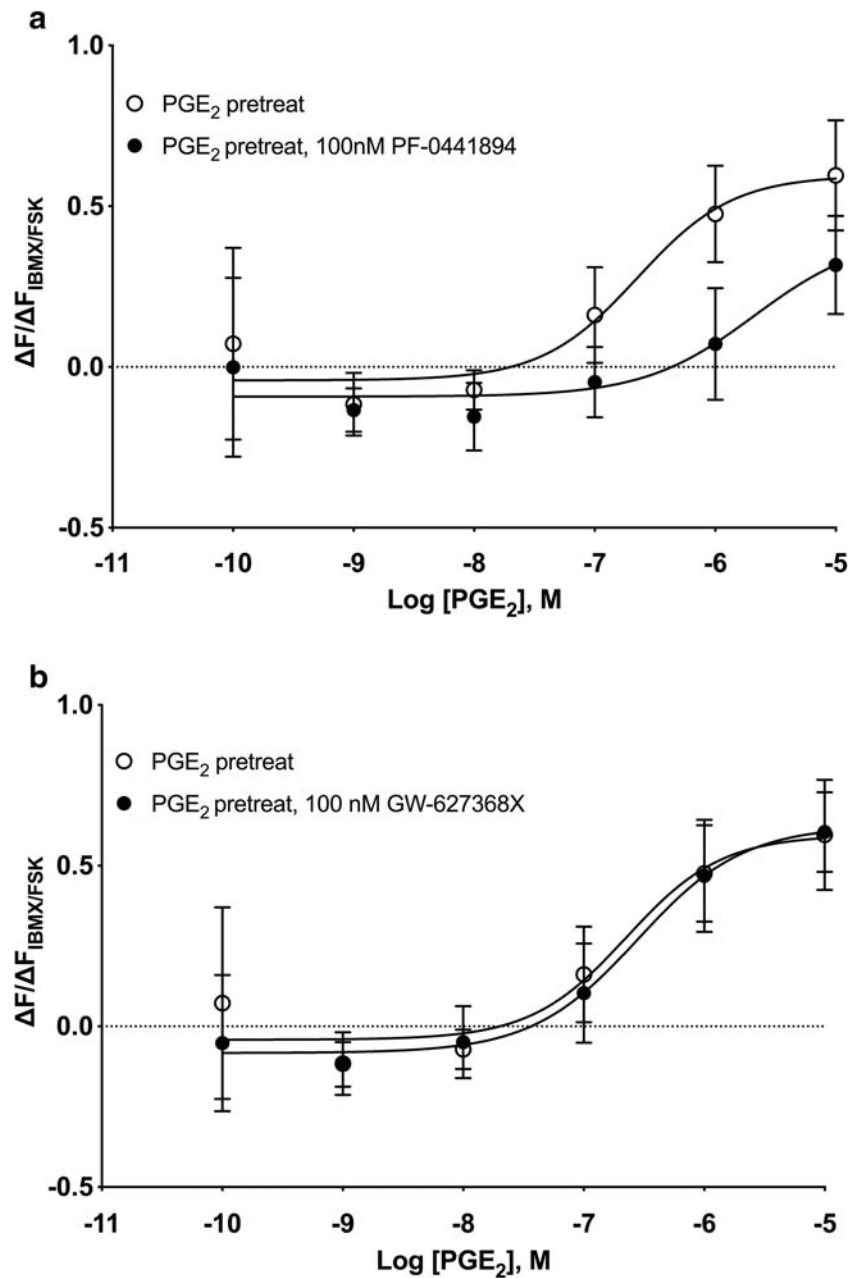 a
1.0
PGE₂ pretreat
PGE₂ pretreat, 100nM PF-0441894
0.5
ΔF/ΔF_IBMX/FSK
0.0
-0.5
-11 -10 -9 -8 -7 -6 -5
Log [PGE₂], M
b
1.0
PGE₂ pretreat
PGE₂ pretreat, 100 nM GW-627368X
0.5
ΔF/ΔF_IBMX/FSK
0.0
-0.5
-11 -10 -9 -8 -7 -6 -5
Log [PGE₂], M